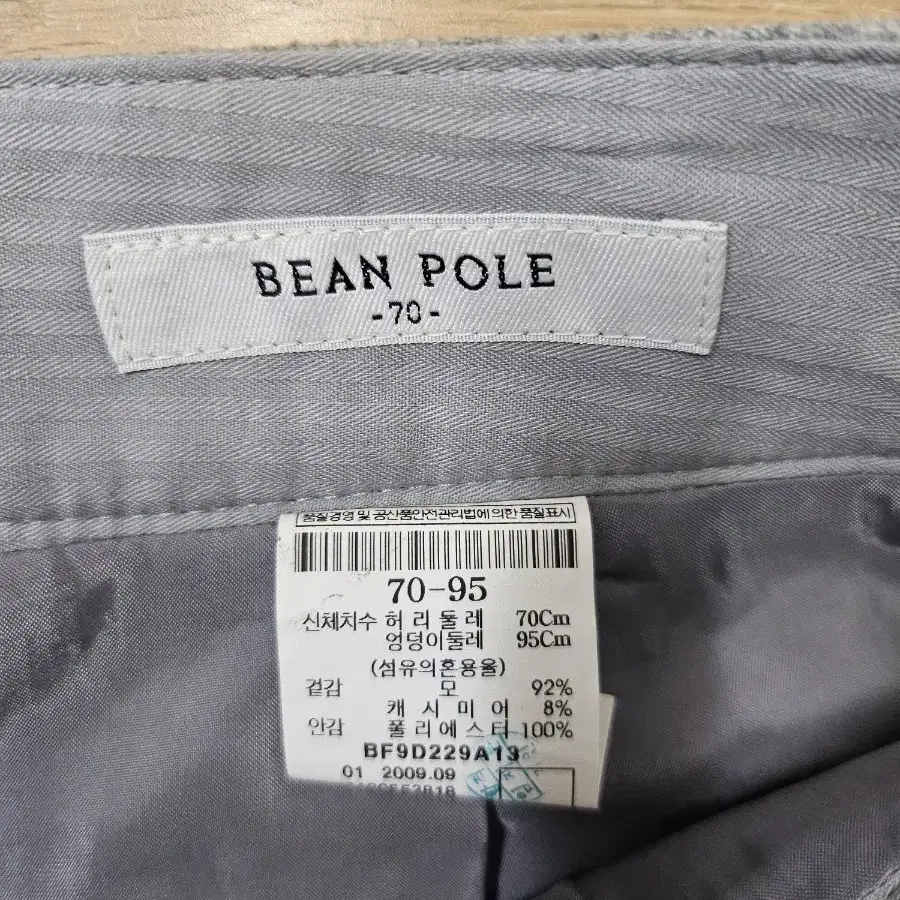 BEAN POLE
-70-
품질경영 및 공산품안전관리법에 의한 품질표시
70-95
신체치수 허 리 둘 레 70Cm
엉덩이둘레 95Cm
(섬유의혼용율)
겉감 모 92%
캐 시 미 어 8%
안감 폴 리 에 스 터 100%
BF9D229A13
01 2009.09